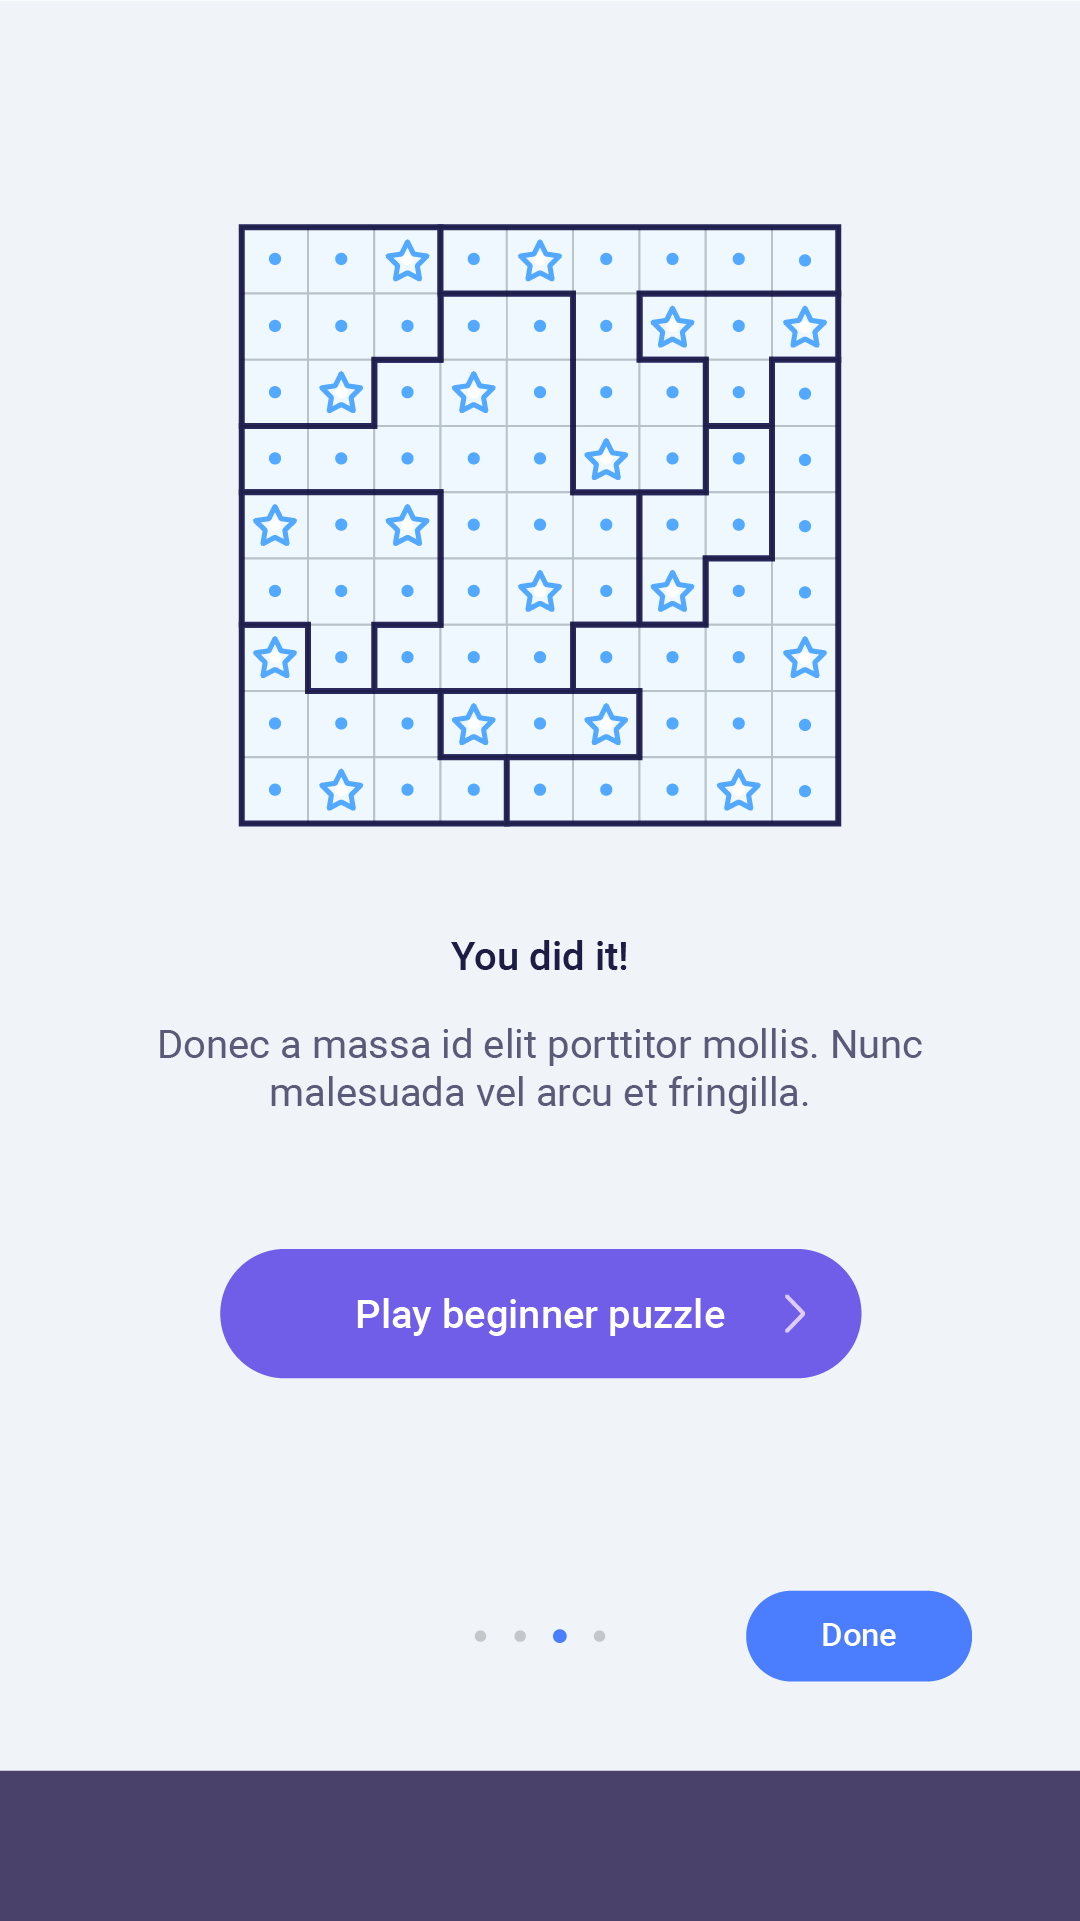 You did it!
Donec a massa id elit porttitor mollis. Nunc
malesuada vel arcu et fringilla.
Play beginner puzzle
Done